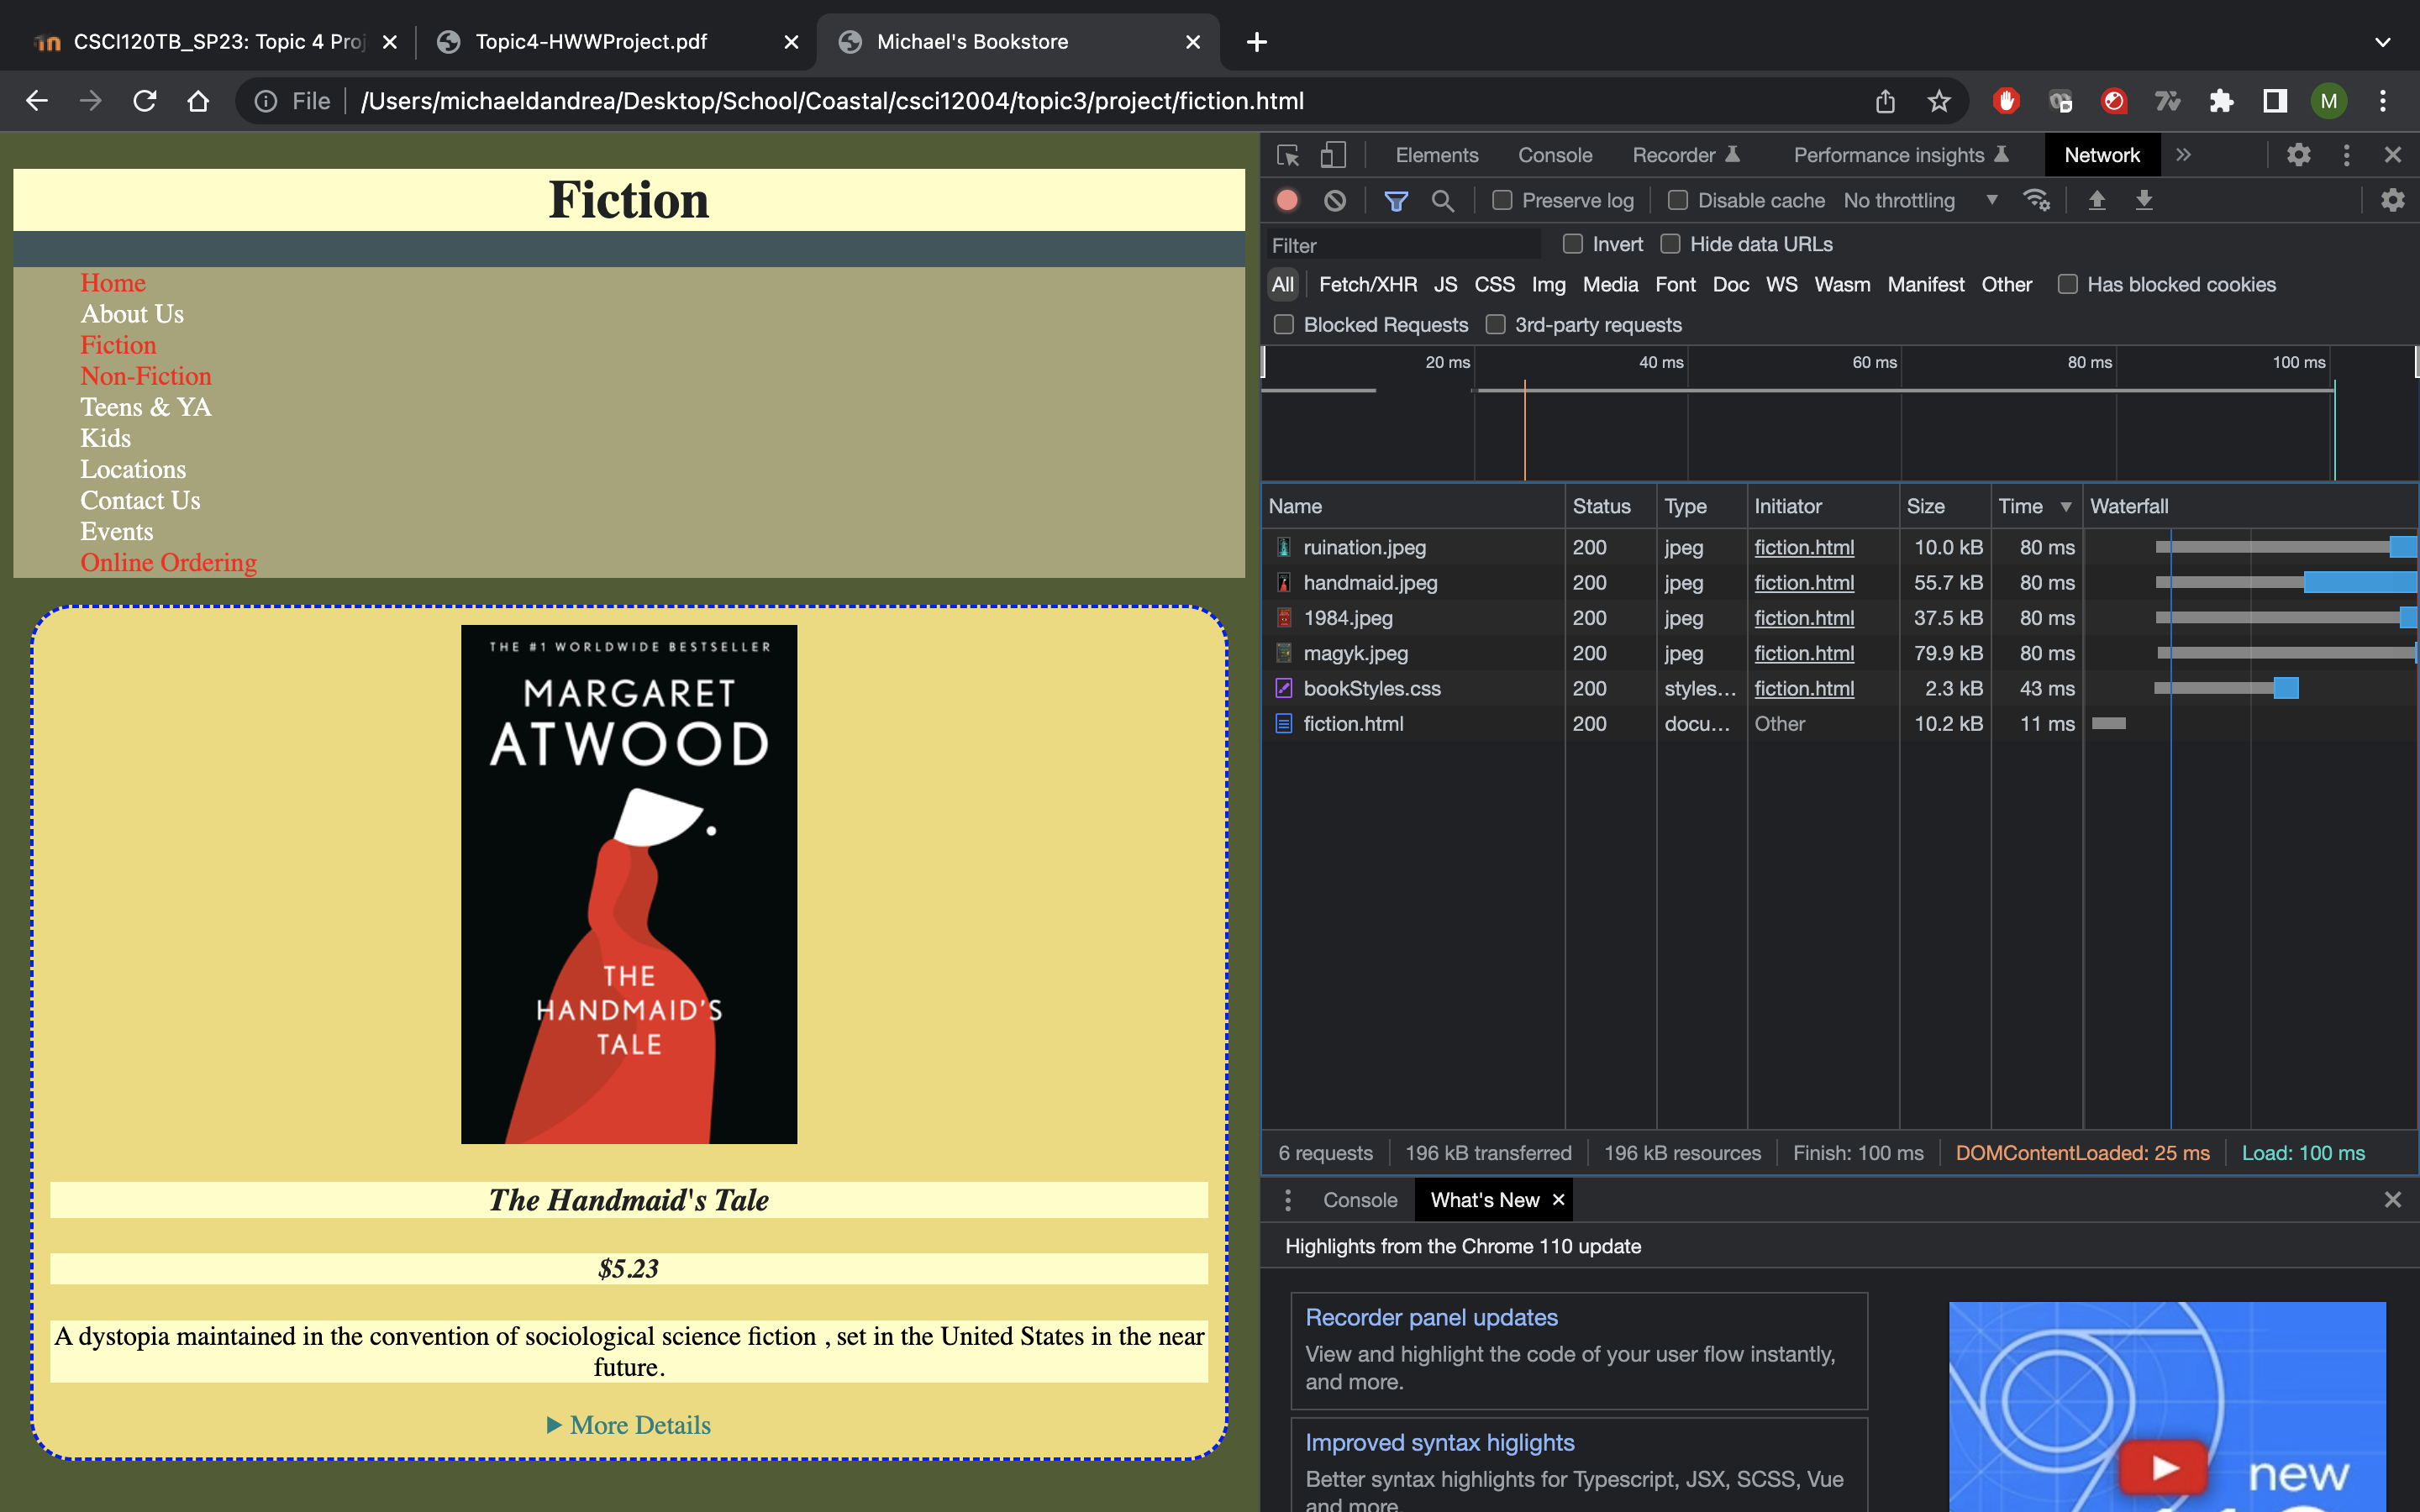 CSCI120TB_SP23: Topic 4 Proj
Topic4-HWWProject.pdf
Michael's Bookstore
File
/Users/michaeldandrea/Desktop/School/Coastal/csci12004/topic3/project/fiction.html
M
Fiction
Home
About Us
Fiction
Non-Fiction
Teens & YA
Kids
Locations
Contact Us
Events
Online Ordering
THE #1 WORLDWIDE BESTSELLER
MARGARET
ATWOOD
THE
HANDMAID'S
TALE
The Handmaid's Tale
$5.23
A dystopia maintained in the convention of sociological science fiction , set in the United States in the near
future.
More Details
Elements Console Recorder Performance insights Network
Preserve log Disable cache No throttling
Filter Invert Hide data URLs
All Fetch/XHR JS CSS Img Media Font Doc WS Wasm Manifest Other Has blocked cookies
Blocked Requests 3rd-party requests
20 ms 40 ms 60 ms 80 ms 100 ms
Name Status Type Initiator Size Time Waterfall
ruination.jpeg 200 jpeg fiction.html 10.0 kB 80 ms
handmaid.jpeg 200 jpeg fiction.html 55.7 kB 80 ms
1984.jpeg 200 jpeg fiction.html 37.5 kB 80 ms
magyk.jpeg 200 jpeg fiction.html 79.9 kB 80 ms
bookStyles.css 200 styles... fiction.html 2.3 kB 43 ms
fiction.html 200 docu... Other 10.2 kB 11 ms
6 requests 196 kB transferred 196 kB resources Finish: 100 ms DOMContentLoaded: 25 ms Load: 100 ms
Console What's New
Highlights from the Chrome 110 update
Recorder panel updates
View and highlight the code of your user flow instantly,
and more.
Improved syntax higlights
Better syntax highlights for Typescript, JSX, SCSS, Vue
and more.
new